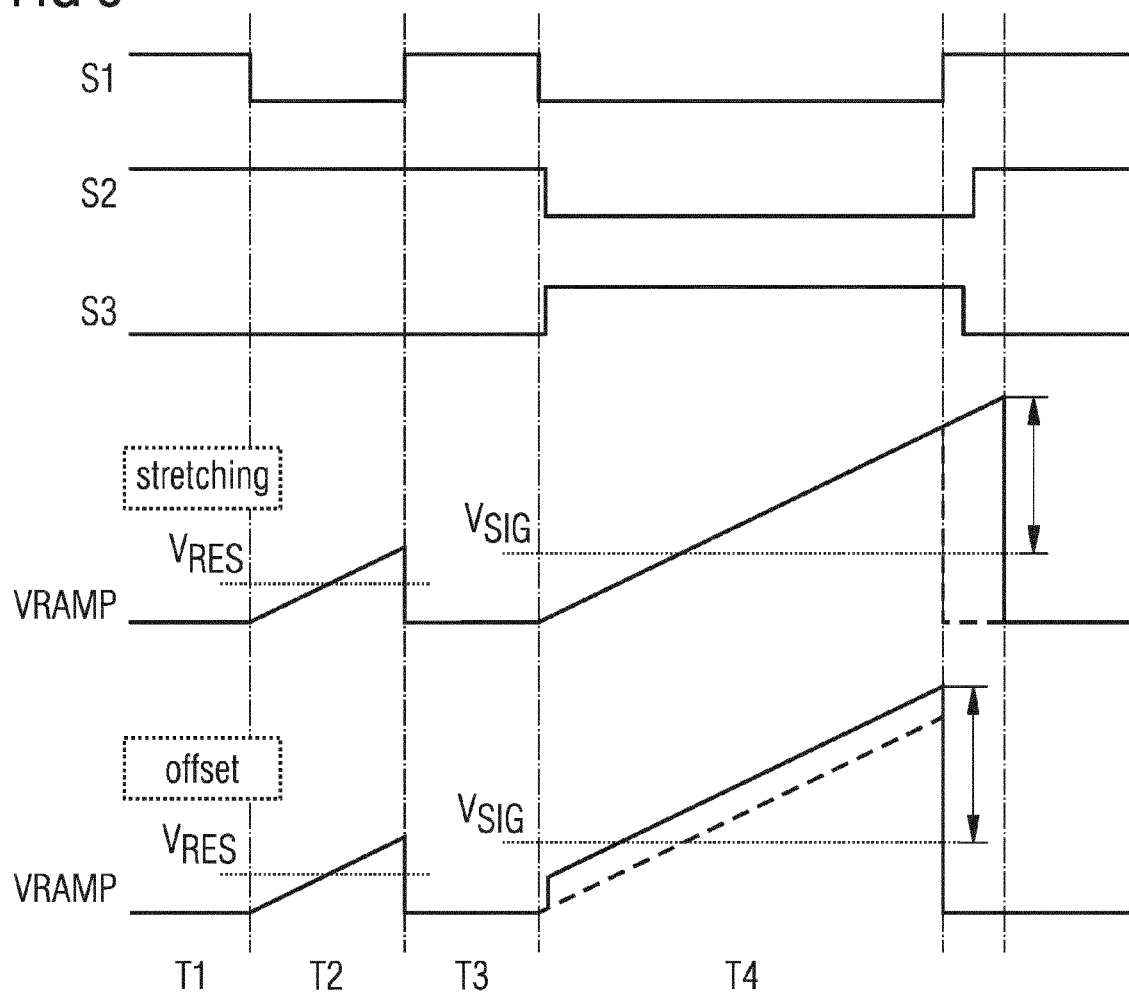 S1
S2
S3
stretching
VRES
VSIG
VRAMP
offset
VRES
VSIG
VRAMP
T1 T2 T3 T4